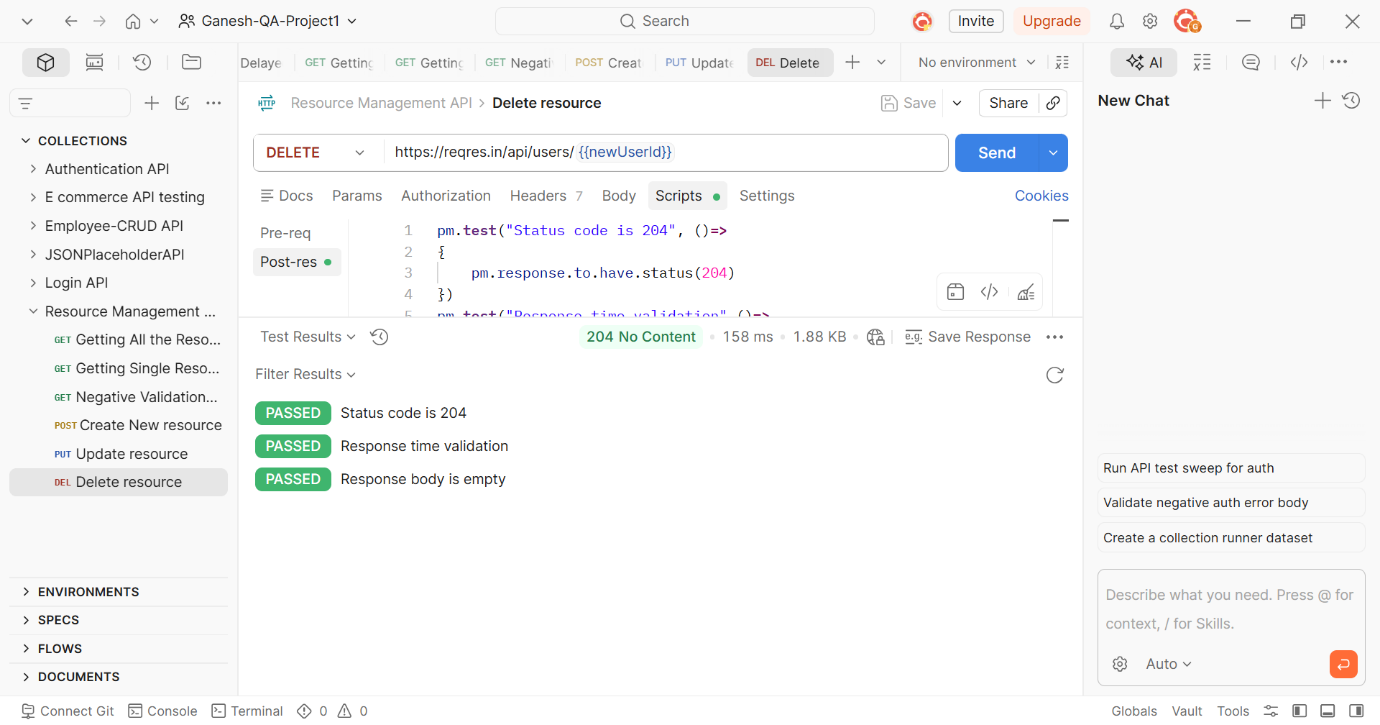 Ganesh-QA-Project1
Search
Invite
Upgrade
Delaye
GET Getting
GET Getting
GET Negati
POST Creat
PUT Update
DEL Delete
No environment
AI
HTTP
Resource Management API > Delete resource
Save
Share
New Chat
COLLECTIONS
Authentication API
E commerce API testing
Employee-CRUD API
JSONPlaceholderAPI
Login API
Resource Management ...
GET Getting All the Reso...
GET Getting Single Reso...
GET Negative Validation...
POST Create New resource
PUT Update resource
DEL Delete resource
ENVIRONMENTS
SPECS
FLOWS
DOCUMENTS
DELETE
https://reqres.in/api/users/ {{newUserId}}
Send
Docs
Params
Authorization
Headers 7
Body
Scripts
Settings
Cookies
Pre-req
Post-res
1 pm.test("Status code is 204", ()=>
2 {
3 pm.response.to.have.status(204)
4 })
5 pm.test("Response time validation" ()=>
Test Results
204 No Content • 158 ms • 1.88 KB
e.g. Save Response
Filter Results
PASSED Status code is 204
PASSED Response time validation
PASSED Response body is empty
Run API test sweep for auth
Validate negative auth error body
Create a collection runner dataset
Describe what you need. Press @ for
context, / for Skills.
Auto
Connect Git
Console
Terminal
0
0
Globals
Vault
Tools